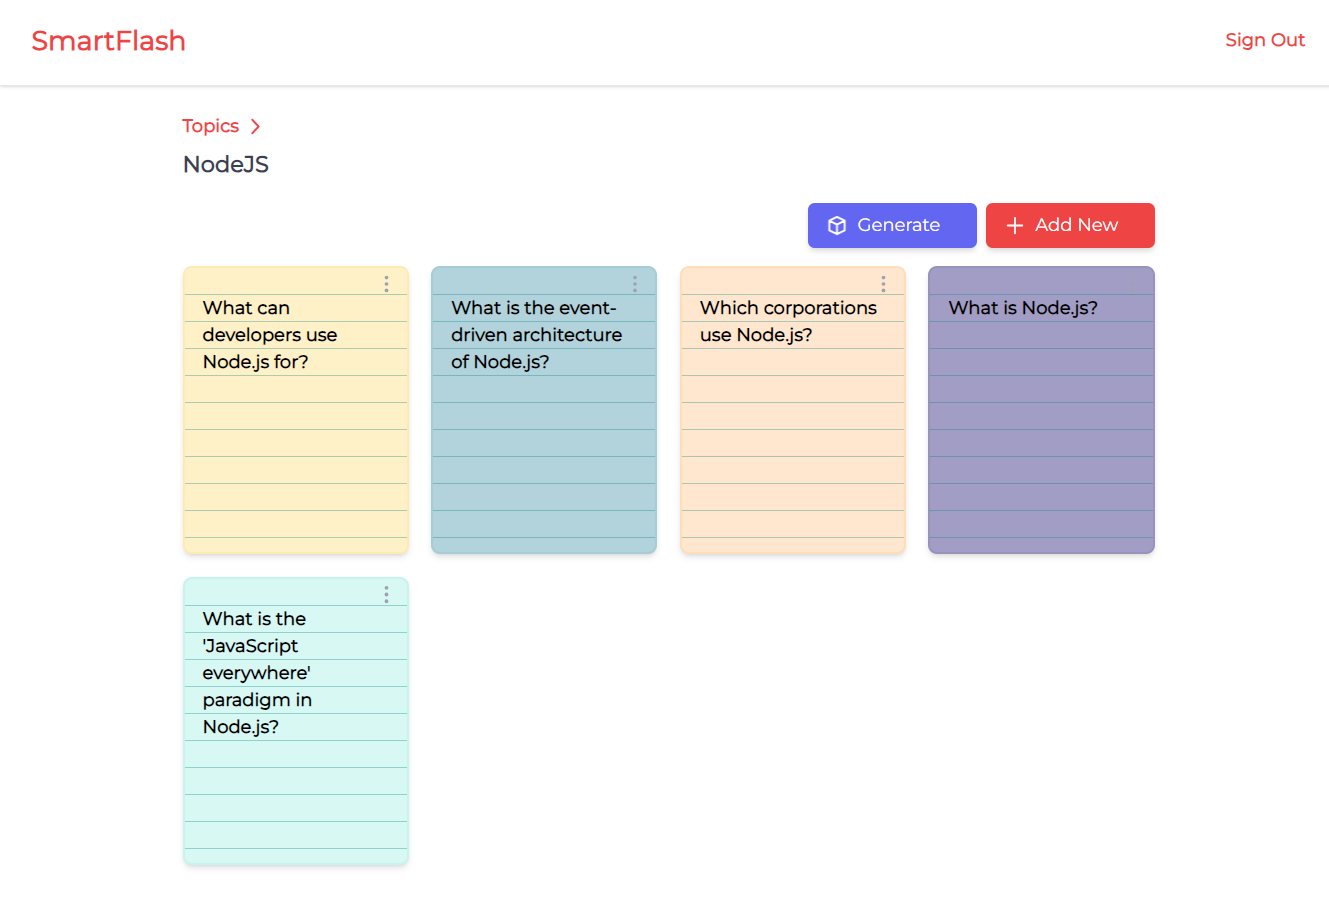 SmartFlash
Sign Out
Topics
NodeJS
Generate
Add New
What can
developers use
Node.js for?
What is the event-
driven architecture
of Node.js?
Which corporations
use Node.js?
What is Node.js?
What is the
'JavaScript
everywhere'
paradigm in
Node.js?